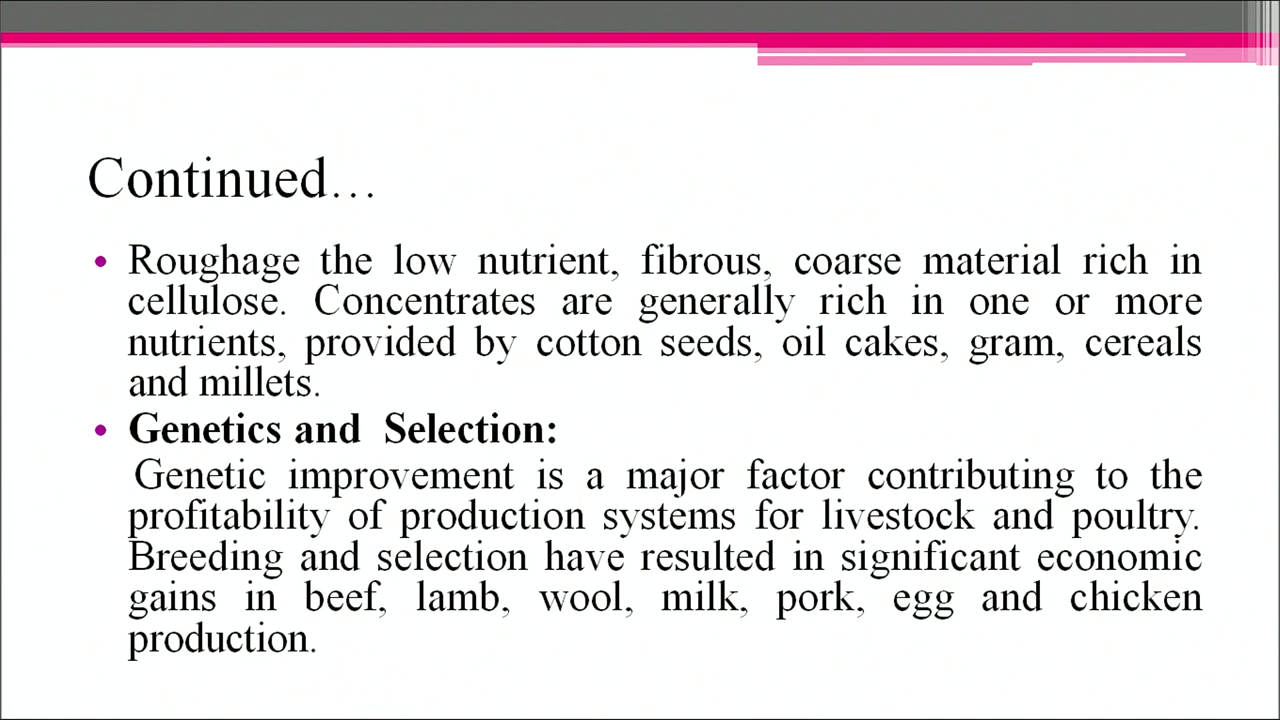 Continued…
• Roughage the low nutrient, fibrous, coarse material rich in
cellulose. Concentrates are generally rich in one or more
nutrients, provided by cotton seeds, oil cakes, gram, cereals
and millets.
• Genetics and Selection:
Genetic improvement is a major factor contributing to the
profitability of production systems for livestock and poultry.
Breeding and selection have resulted in significant economic
gains in beef, lamb, wool, milk, pork, egg and chicken
production.